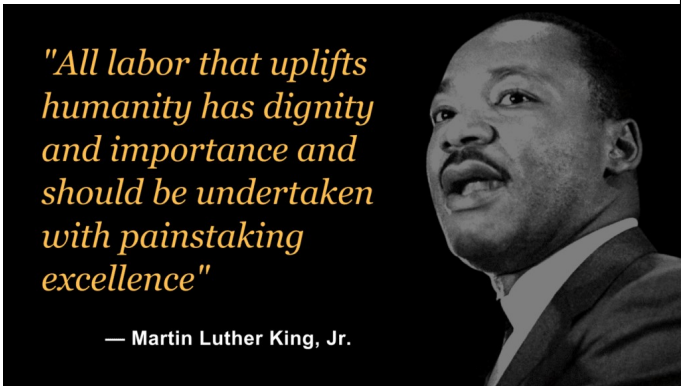 "All labor that uplifts
humanity has dignity
and importance and
should be undertaken
with painstaking
excellence"
— Martin Luther King, Jr.